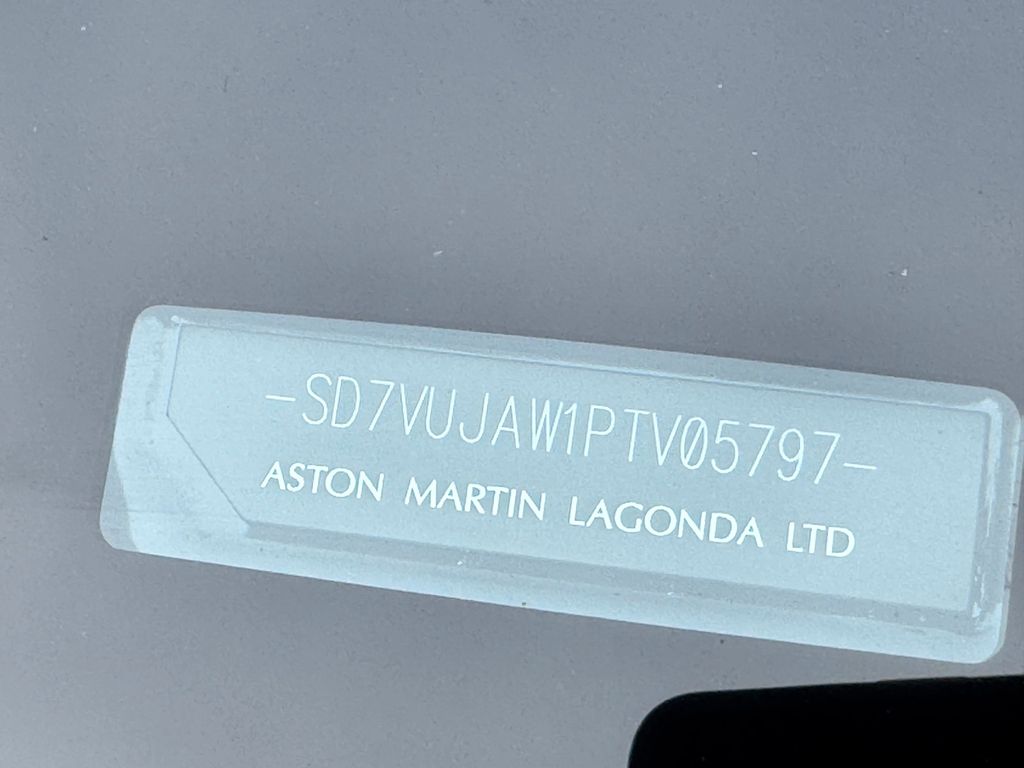 -SD7VUJAW1PTV05797-
ASTON MARTIN LAGONDA LTD